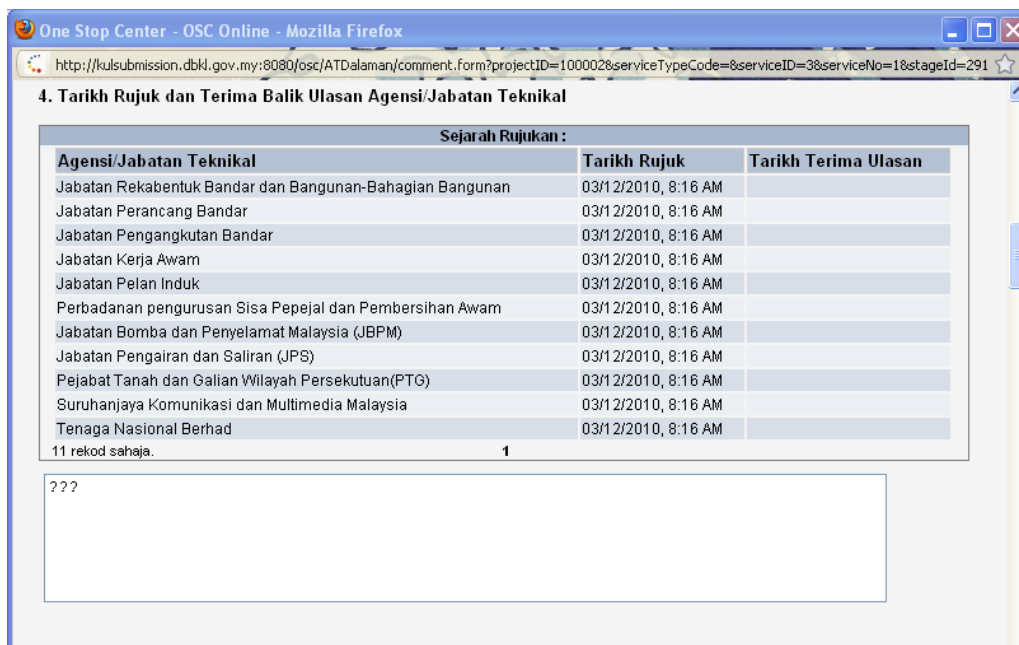 One Stop Center - OSC Online - Mozilla Firefox
http://kulsubmission.dbkl.gov.my:8080/osc/ATDalaman/comment.form?projectID=100002&serviceTypeCode=&serviceID=3&serviceNo=1&stageId=291
4. Tarikh Rujuk dan Terima Balik Ulasan Agensi/Jabatan Teknikal
Sejarah Rujukan :
Agensi/Jabatan Teknikal Tarikh Rujuk Tarikh Terima Ulasan
Jabatan Rekabentuk Bandar dan Bangunan-Bahagian Bangunan 03/12/2010, 8:16 AM
Jabatan Perancang Bandar 03/12/2010, 8:16 AM
Jabatan Pengangkutan Bandar 03/12/2010, 8:16 AM
Jabatan Kerja Awam 03/12/2010, 8:16 AM
Jabatan Pelan Induk 03/12/2010, 8:16 AM
Perbadanan pengurusan Sisa Pepejal dan Pembersihan Awam 03/12/2010, 8:16 AM
Jabatan Bomba dan Penyelamat Malaysia (JBPM) 03/12/2010, 8:16 AM
Jabatan Pengairan dan Saliran (JPS) 03/12/2010, 8:16 AM
Pejabat Tanah dan Galian Wilayah Persekutuan(PTG) 03/12/2010, 8:16 AM
Suruhanjaya Komunikasi dan Multimedia Malaysia 03/12/2010, 8:16 AM
Tenaga Nasional Berhad 03/12/2010, 8:16 AM
11 rekod sahaja. 1
???